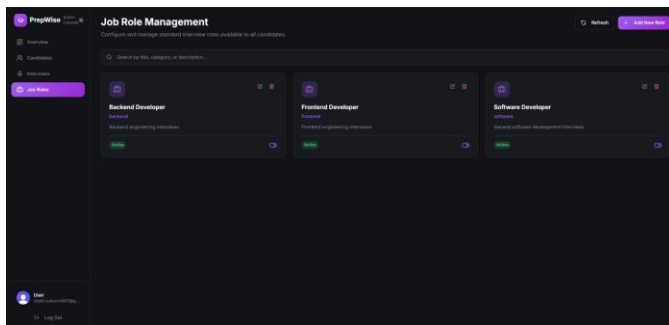 PrepWise
Admin Console
Overview
Candidates
Interviews
Job Roles
User
Log Out
Job Role Management
Configure and manage standard interview roles available to all candidates.
Refresh
+ Add New Role
Search by title, category, or description...
Backend Developer
backend
Backend engineering interviews
Active
Frontend Developer
frontend
Frontend engineering interviews
Active
Software Developer
software
General software development interviews
Active